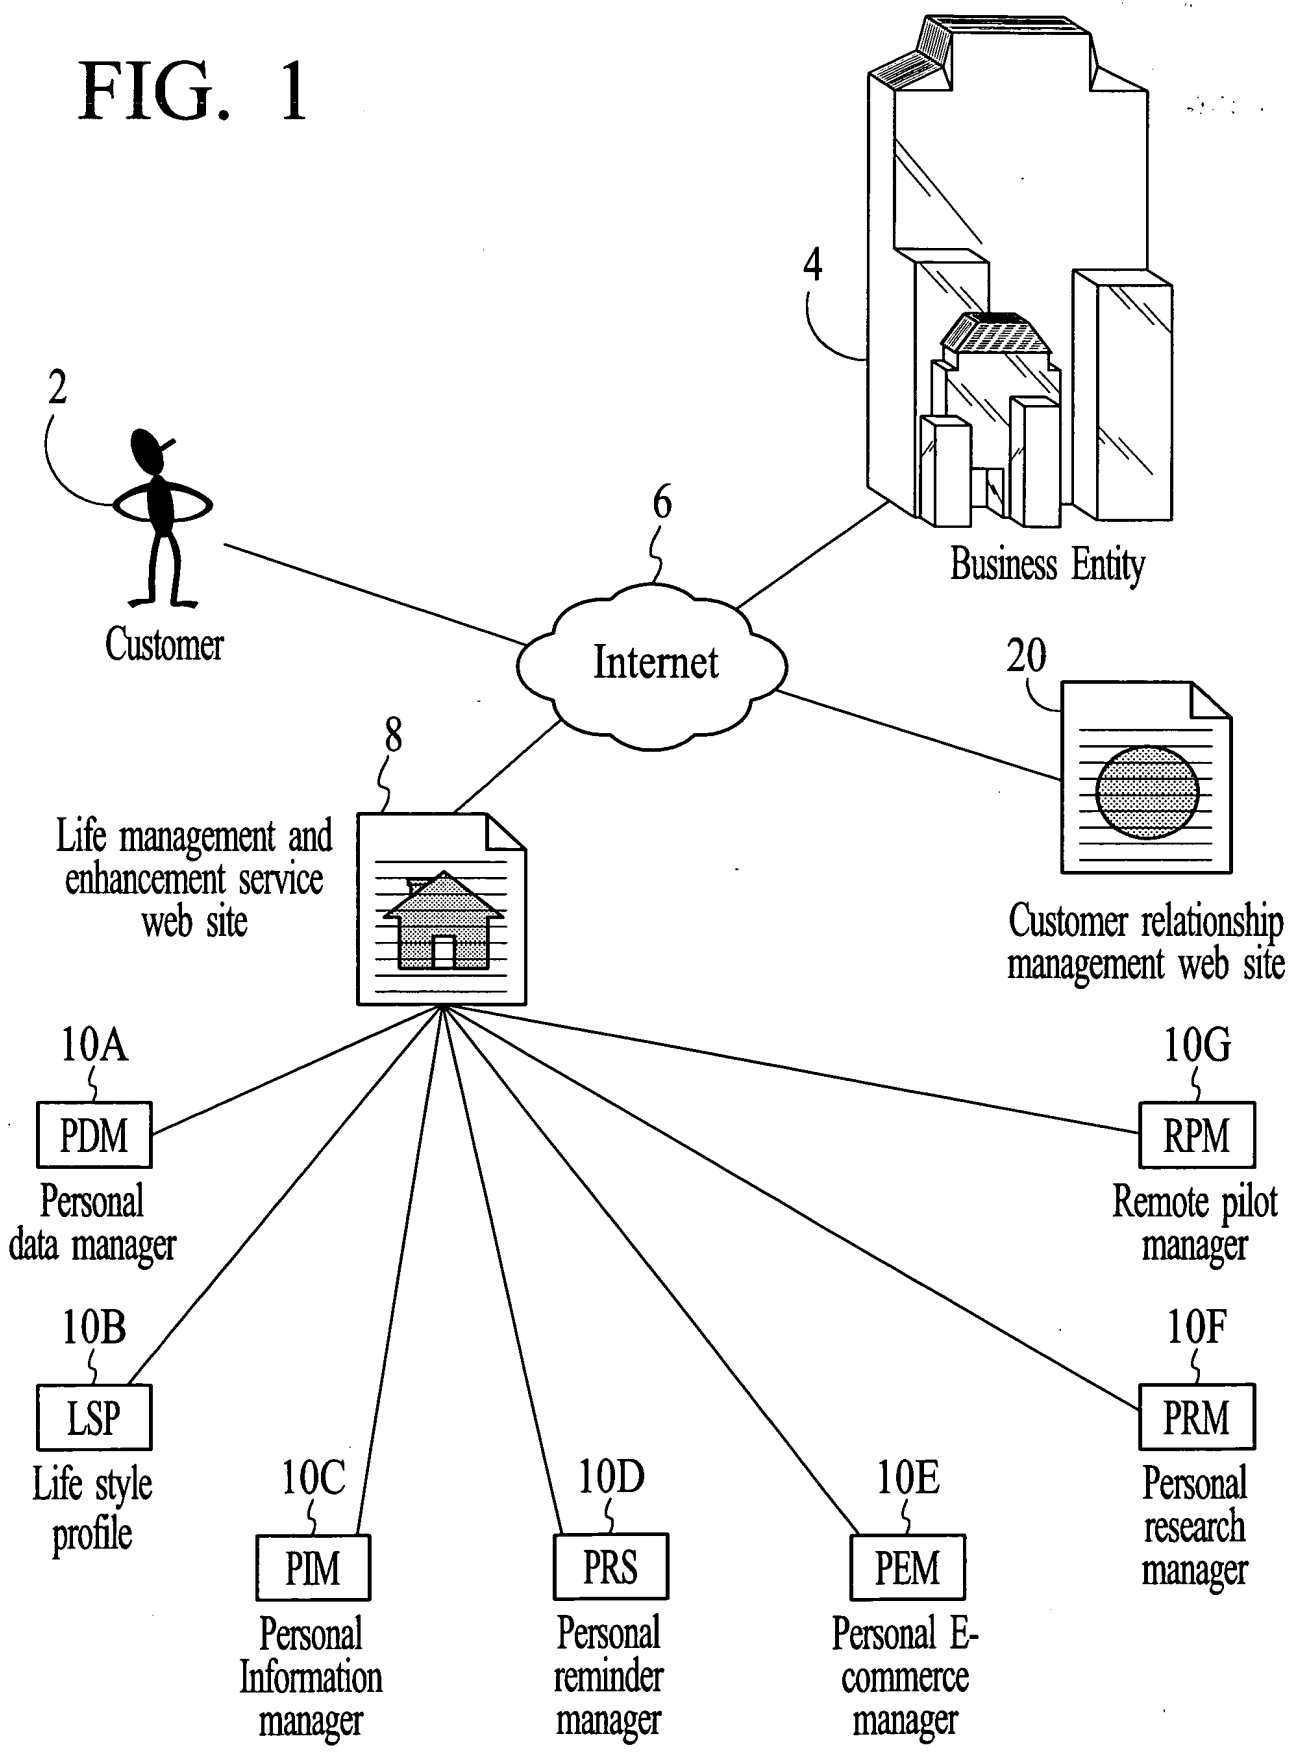 FIG. 1
4
2
Business Entity
6
Customer
Internet
20
8
Life management and
enhancement service
web site
Customer relationship
management web site
10A
PDM
Personal
data manager
10G
RPM
Remote pilot
manager
10B
LSP
Life style
profile
10F
PRM
Personal
research
manager
10C
PIM
Personal
Information
manager
10D
PRS
Personal
reminder
manager
10E
PEM
Personal E-
commerce
manager